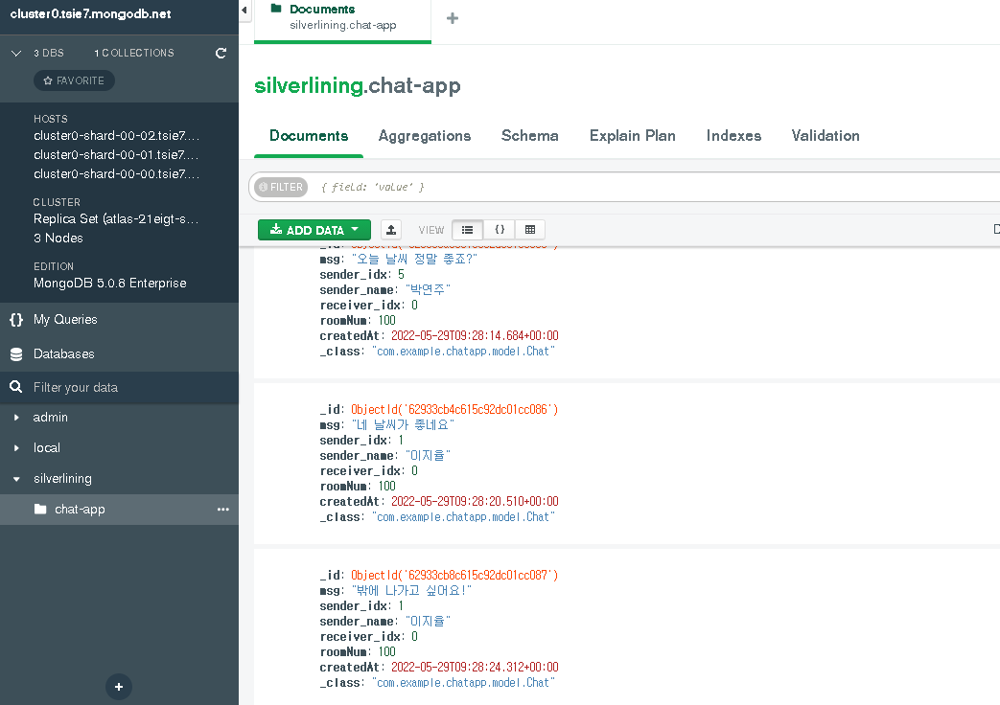 cluster0.tsie7.mongodb.net
3 DBS 1 COLLECTIONS
FAVORITE
HOSTS
cluster0-shard-00-02.tsie7....
cluster0-shard-00-01.tsie7....
cluster0-shard-00-00.tsie7....
CLUSTER
Replica Set (atlas-21eigt-s...
3 Nodes
EDITION
MongoDB 5.0.8 Enterprise
{} My Queries
Databases
Filter your data
admin
local
silverlining
chat-app
Documents
silverlining.chat-app
silverlining.chat-app
Documents Aggregations Schema Explain Plan Indexes Validation
FILTER { field: 'value' }
ADD DATA VIEW {}
msg: "오늘 날씨 정말 좋죠?"
sender_idx: 5
sender_name: "박연주"
receiver_idx: 0
roomNum: 100
createdAt: 2022-05-29T09:28:14.684+00:00
_class: "com.example.chatapp.model.Chat"
_id: ObjectId('62933cb4c615c92dc01cc086')
msg: "네 날씨가 좋네요"
sender_idx: 1
sender_name: "이지율"
receiver_idx: 0
roomNum: 100
createdAt: 2022-05-29T09:28:20.510+00:00
_class: "com.example.chatapp.model.Chat"
_id: ObjectId('62933cb8c615c92dc01cc087')
msg: "밖에 나가고 싶어요!"
sender_idx: 1
sender_name: "이지율"
receiver_idx: 0
roomNum: 100
createdAt: 2022-05-29T09:28:24.312+00:00
_class: "com.example.chatapp.model.Chat"